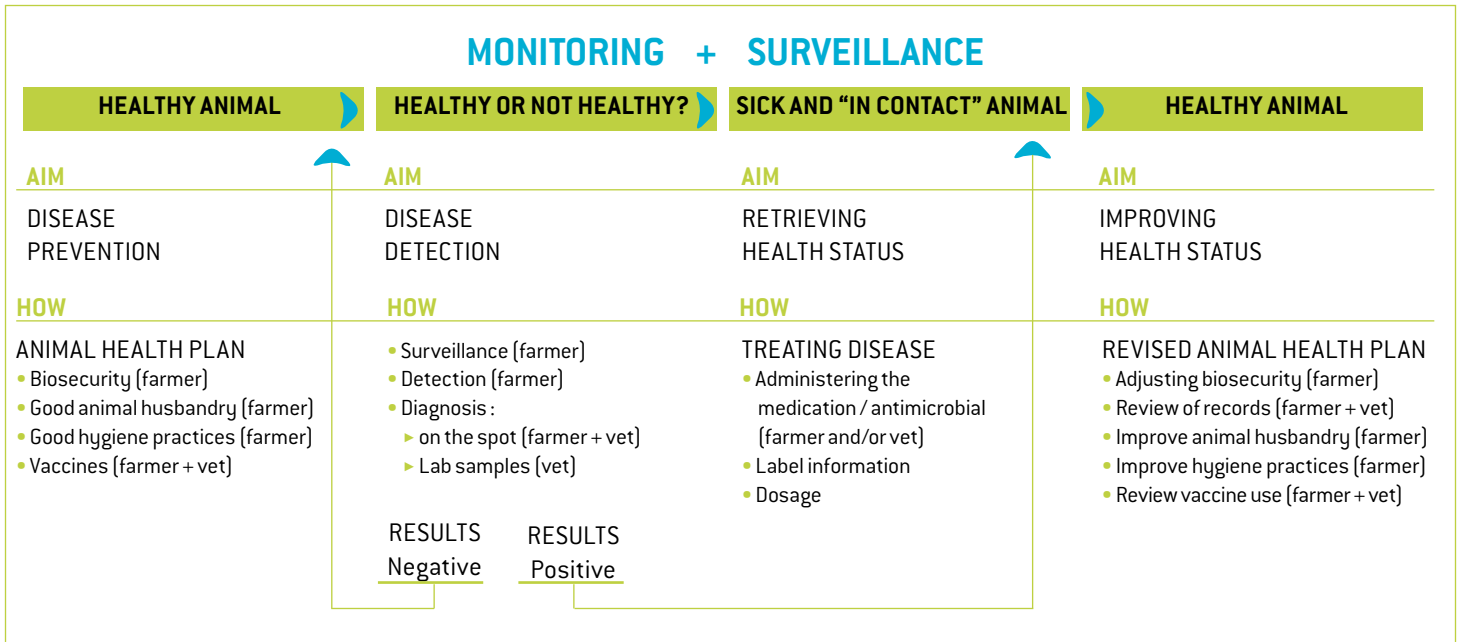 MONITORING + SURVEILLANCE
HEALTHY ANIMAL
HEALTHY OR NOT HEALTHY?
SICK AND “IN CONTACT” ANIMAL
HEALTHY ANIMAL
AIM
DISEASE
PREVENTION
HOW
ANIMAL HEALTH PLAN
• Biosecurity (farmer)
• Good animal husbandry (farmer)
• Good hygiene practices (farmer)
• Vaccines (farmer + vet)
AIM
DISEASE
DETECTION
HOW
• Surveillance (farmer)
• Detection (farmer)
• Diagnosis :
▸ on the spot (farmer + vet)
▸ Lab samples (vet)
RESULTS
Negative
RESULTS
Positive
AIM
RETRIEVING
HEALTH STATUS
HOW
TREATING DISEASE
• Administering the
medication / antimicrobial
(farmer and/or vet)
• Label information
• Dosage
AIM
IMPROVING
HEALTH STATUS
HOW
REVISED ANIMAL HEALTH PLAN
• Adjusting biosecurity (farmer)
• Review of records (farmer + vet)
• Improve animal husbandry (farmer)
• Improve hygiene practices (farmer)
• Review vaccine use (farmer + vet)